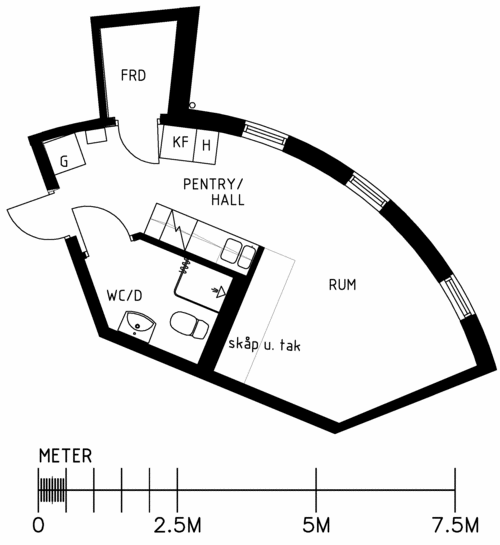 FRD
KF H
G
PENTRY/
HALL
WC/D
RUM
skåp u. tak
METER
0 2.5M 5M 7.5M